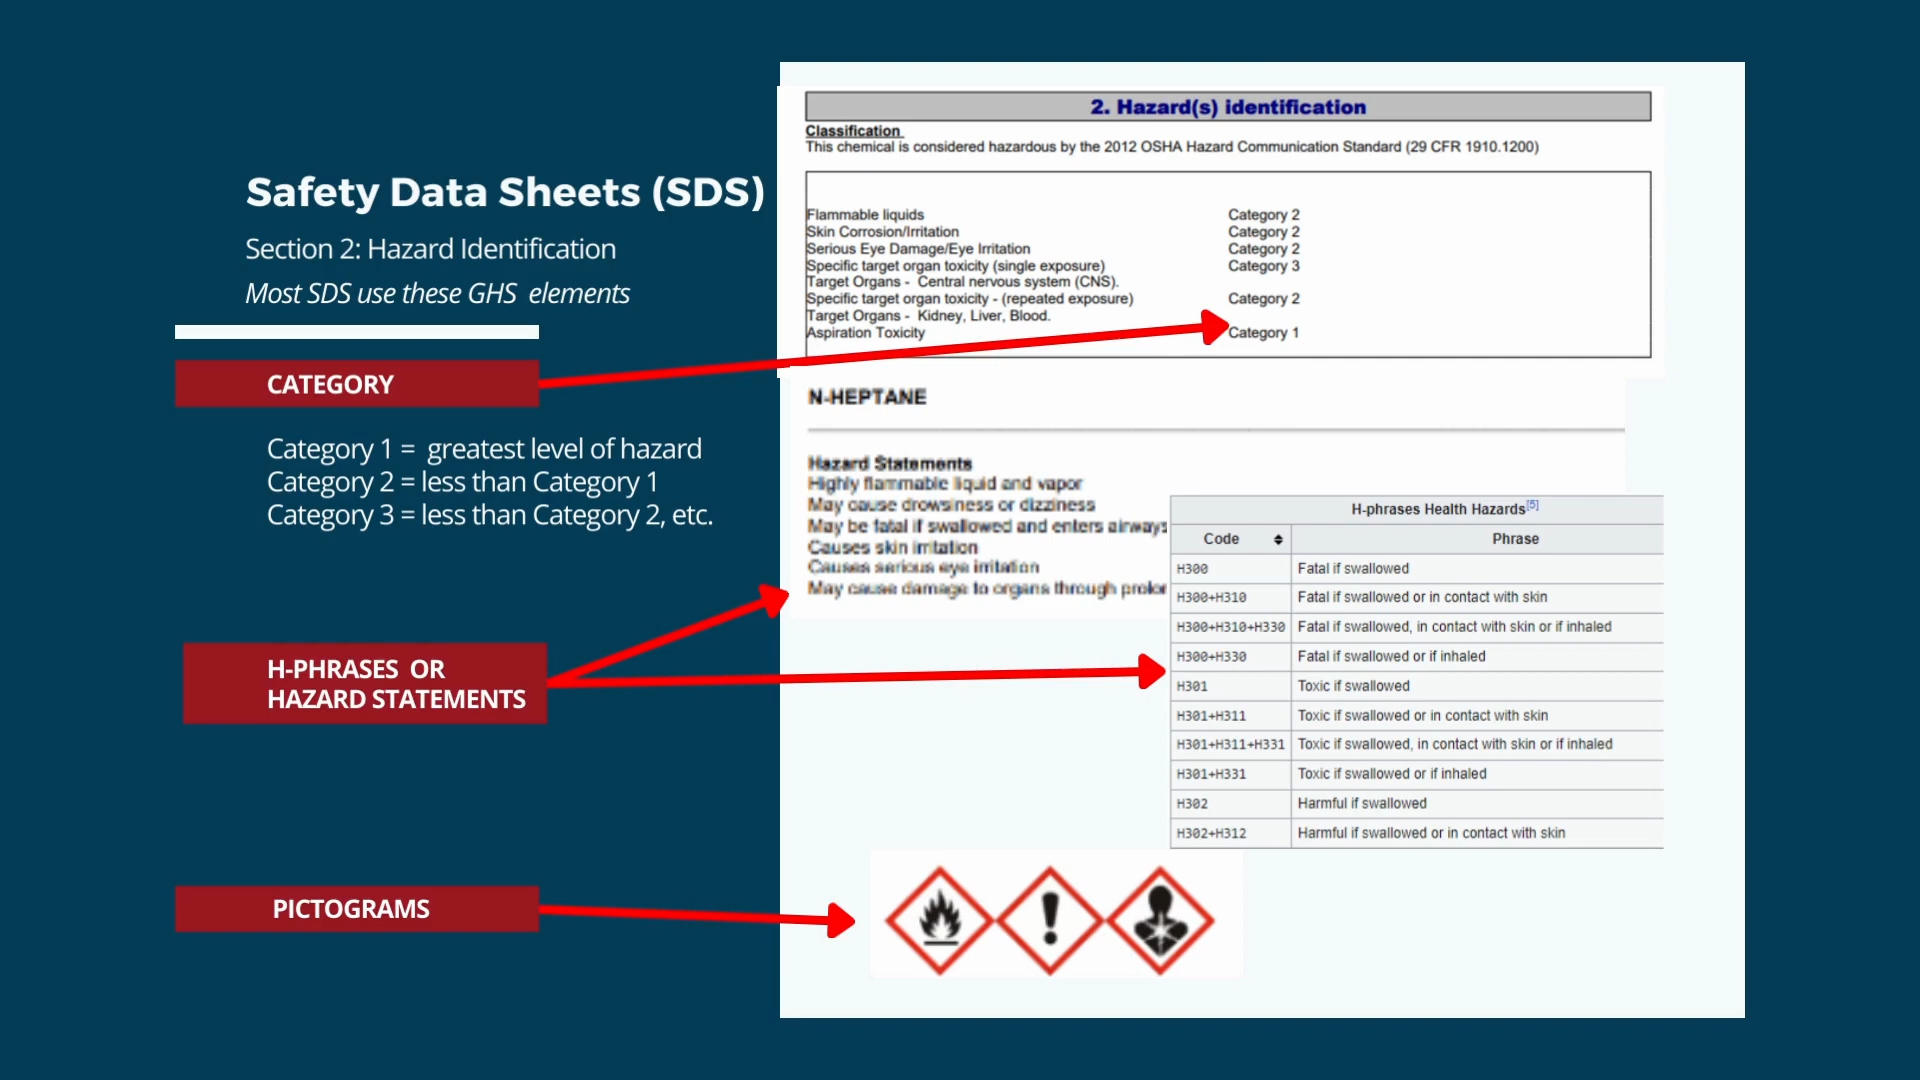 Safety Data Sheets (SDS)
Section 2: Hazard Identification
Most SDS use these GHS elements
CATEGORY
Category 1 = greatest level of hazard
Category 2 = less than Category 1
Category 3 = less than Category 2, etc.
H-PHRASES OR
HAZARD STATEMENTS
PICTOGRAMS
2. Hazard(s) identification
Classification
This chemical is considered hazardous by the 2012 OSHA Hazard Communication Standard (29 CFR 1910.1200)
Flammable liquids Category 2
Skin Corrosion/Irritation Category 2
Serious Eye Damage/Eye Irritation Category 2
Specific target organ toxicity (single exposure) Category 3
Target Organs - Central nervous system (CNS).
Specific target organ toxicity - (repeated exposure) Category 2
Target Organs - Kidney, Liver, Blood.
Aspiration Toxicity Category 1
N-HEPTANE
Hazard Statements
Highly flammable liquid and vapor
May cause drowsiness or dizziness
May be fatal if swallowed and enters airways
Causes skin irritation
Causes serious eye irritation
May cause damage to organs through
H-phrases Health Hazards[5]
Code Phrase
H300 Fatal if swallowed
H300+H310 Fatal if swallowed or in contact with skin
H300+H310+H330 Fatal if swallowed, in contact with skin or if inhaled
H300+H330 Fatal if swallowed or if inhaled
H301 Toxic if swallowed
H301+H311 Toxic if swallowed or in contact with skin
H301+H311+H331 Toxic if swallowed, in contact with skin or if inhaled
H301+H331 Toxic if swallowed or if inhaled
H302 Harmful if swallowed
H302+H312 Harmful if swallowed or in contact with skin